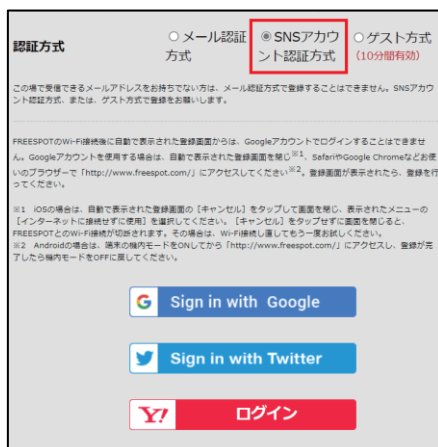 認証方式
○メール認証方式
◉SNSアカウント認証方式
○ゲスト方式
(10分間有効)
この場で受信できるメールアドレスをお持ちでない方は、メール認証方式で登録することはできません。SNSアカウ
ント認証方式、または、ゲスト方式で登録をお願いします。
FREESPOTのWi-Fi接続後に自動で表示された登録画面からは、Googleアカウントでログインすることはできませ
ん。Googleアカウントを使用する場合は、自動で表示された登録画面を閉じ※1、SafariやGoogle Chromeなどお使
いのブラウザーで「http://www.freespot.com/」にアクセスしてください※2。登録画面が表示されたら、登録を行
ってください。
※1 iOSの場合は、自動で表示された登録画面の【キャンセル】をタップして画面を閉じ、表示されたメニューの
【インターネットに接続せずに使用】を選択してください。【キャンセル】をタップせずに画面を閉じると、
FREESPOTとのWi-Fi接続が切断されます。その場合は、Wi-Fi接続し直してもう一度お試しください。
※2 Androidの場合は、端末の機内モードをONしてから「http://www.freespot.com/」にアクセスし、登録が完
了したら機内モードをOFFに戻してください。
G Sign in with Google
Sign in with Twitter
Y! ログイン